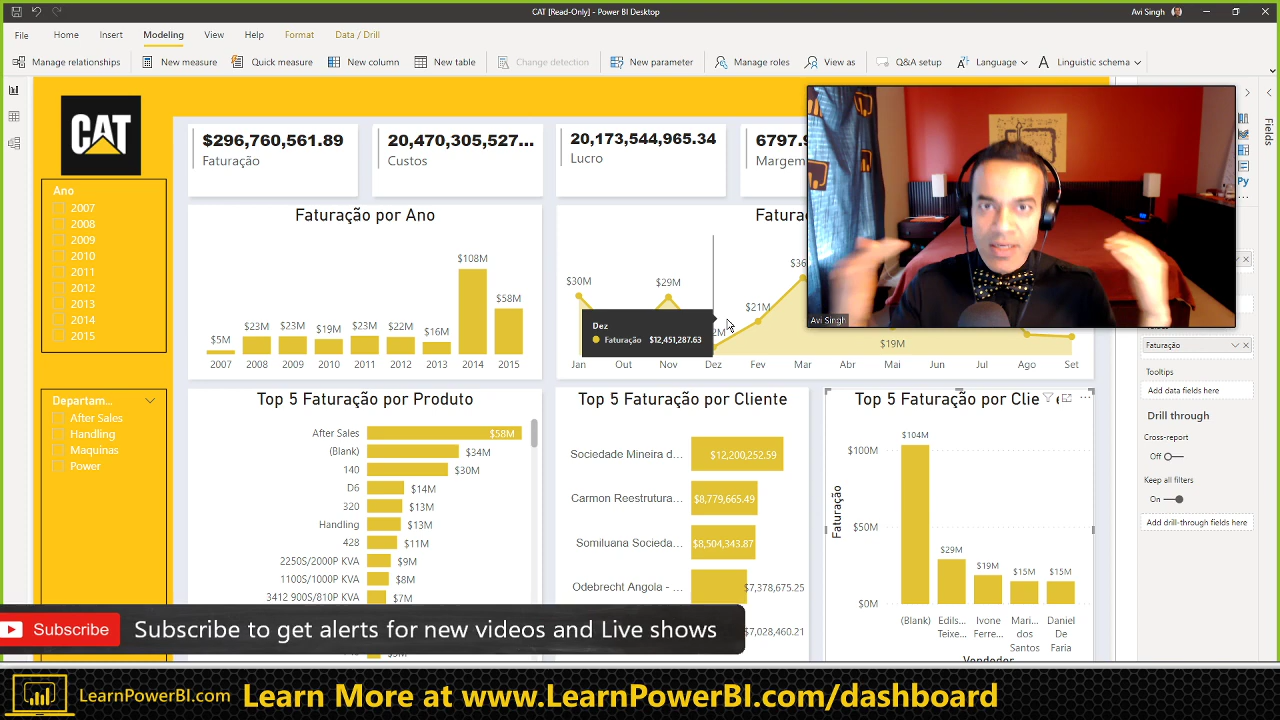 CAT [Read-Only] - Power BI Desktop
Avi Singh
File Home Insert Modeling View Help Format Data / Drill
Manage relationships New measure Quick measure New column New table Change detection New parameter Manage roles View as Q&A setup Language Linguistic schema
CAT
$296,760,561.89
Faturação
20,470,305,527...
Custos
20,173,544,965.34
Lucro
6797.9
Margem
Ano
2007
2008
2009
2010
2011
2012
2013
2014
2015
Departam...
After Sales
Handling
Maquinas
Power
Faturação por Ano
$5M $23M $23M $19M $23M $22M $16M $108M $58M
2007 2008 2009 2010 2011 2012 2013 2014 2015
Fatura
$30M $29M 2M $21M $36 $19M
Dez
Faturação $12,451,287.63
Jan Out Nov Dez Fev Mar Abr Mai Jun Jul Ago Set
Avi Singh
Top 5 Faturação por Produto
After Sales $58M
(Blank) $34M
140 $30M
D6 $14M
320 $13M
Handling $13M
428 $11M
2250S/2000P KVA $9M
1100S/1000P KVA $8M
3412 900S/810P KVA $7M
Top 5 Faturação por Cliente
Sociedade Mineira d... $12,200,252.59
Carmon Reestrutura... $8,779,665.49
Somiluana Socieda... $8,504,343.87
Odebrecht Angola - ... $7,378,675.25
$7,028,460.21
Top 5 Faturação por Clie
Faturação
$100M
$50M
$0M
$104M $29M $19M $15M $15M
(Blank)
Edils... Teixe...
Ivone Ferre...
Mari... dos Santos
Daniel De Faria
Vendedor
Fields
Py
Faturação
Tooltips
Add data fields here
Drill through
Cross-report
Off
Keep all filters
On
Add drill-through fields here
Subscribe
Subscribe to get alerts for new videos and Live shows
LearnPowerBI.com
Learn More at www.LearnPowerBI.com/dashboard